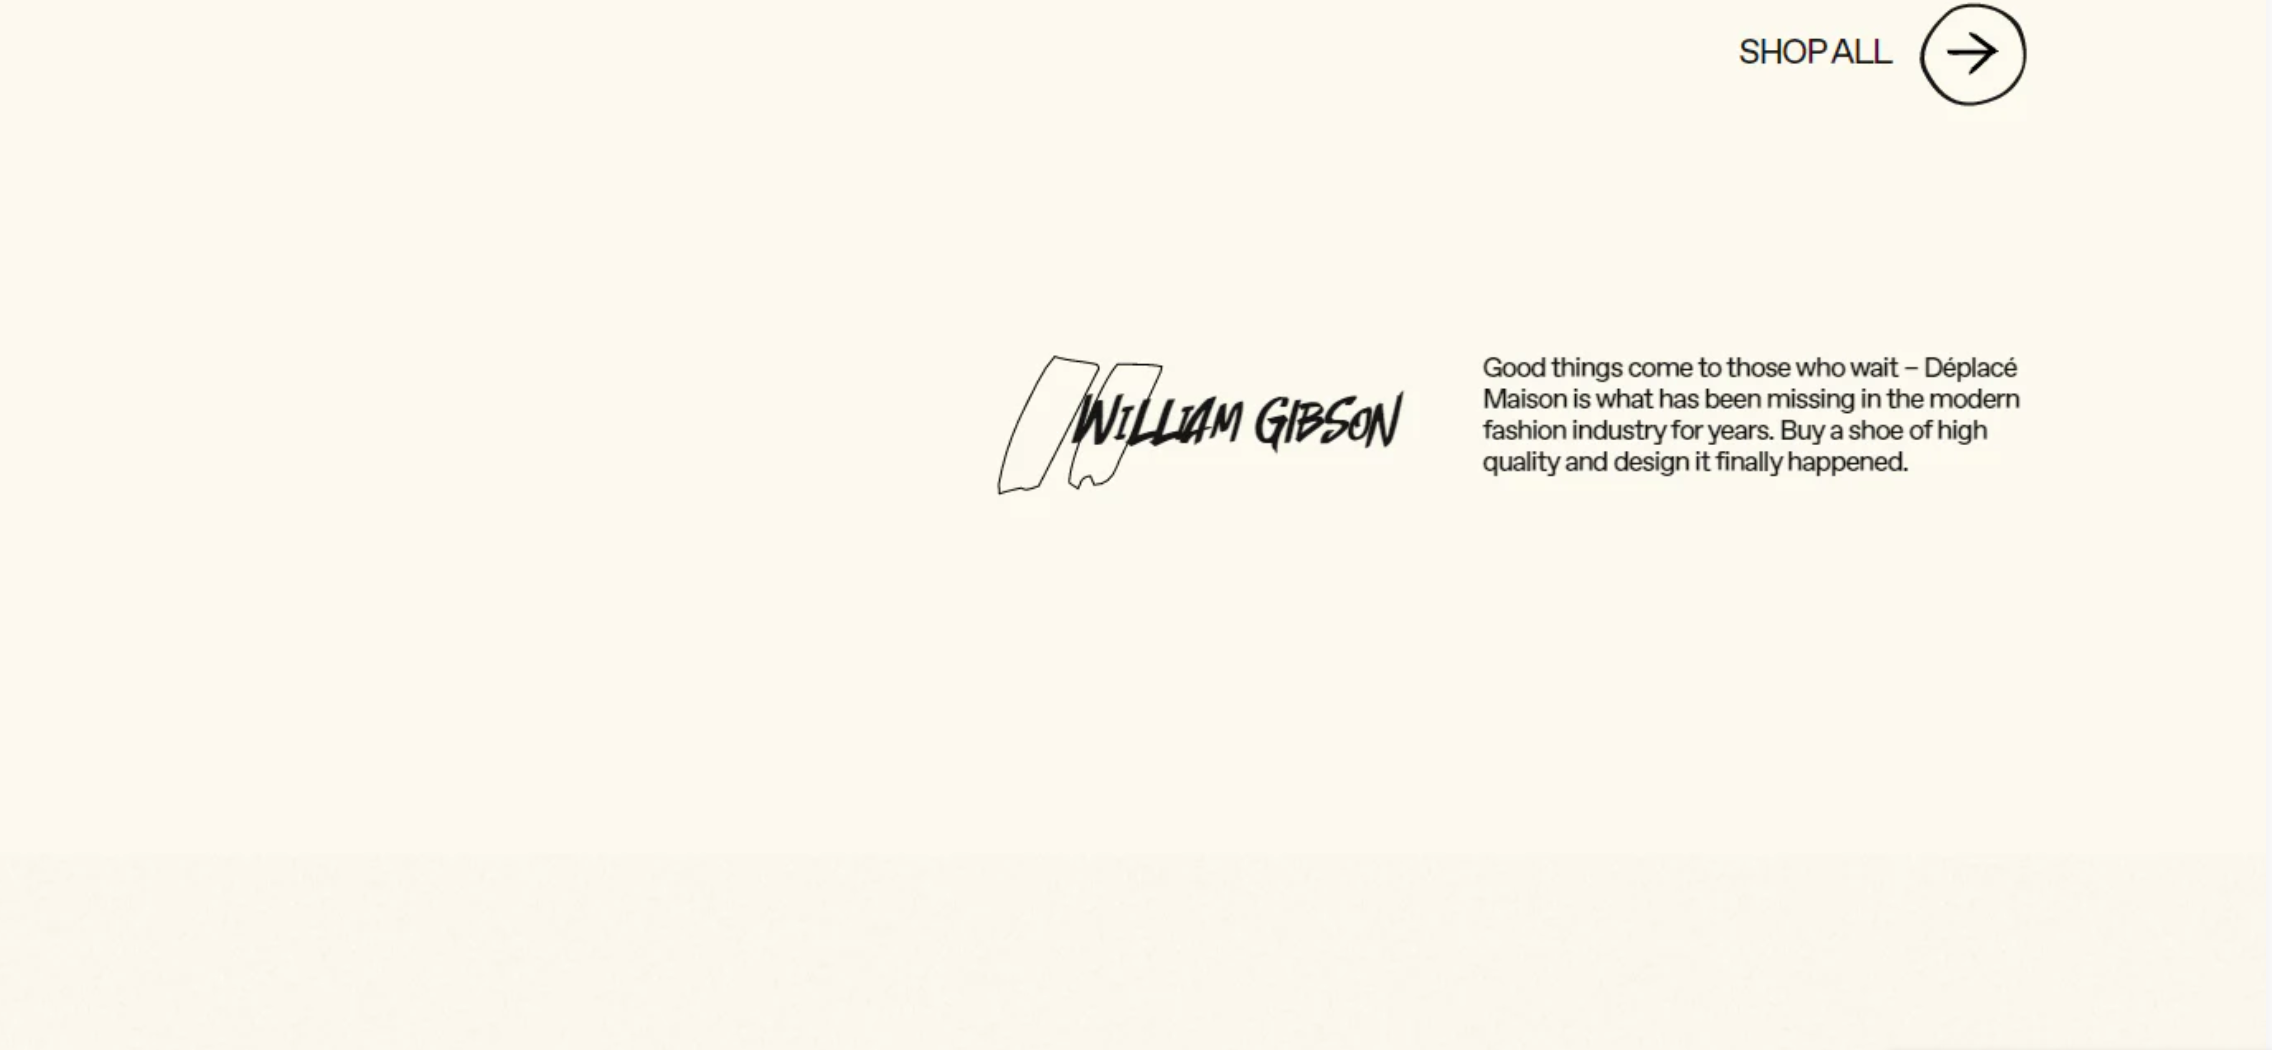 SHOP ALL
WILLIAM GIBSON
Good things come to those who wait – Déplacé
Maison is what has been missing in the modern
fashion industry for years. Buy a shoe of high
quality and design it finally happened.